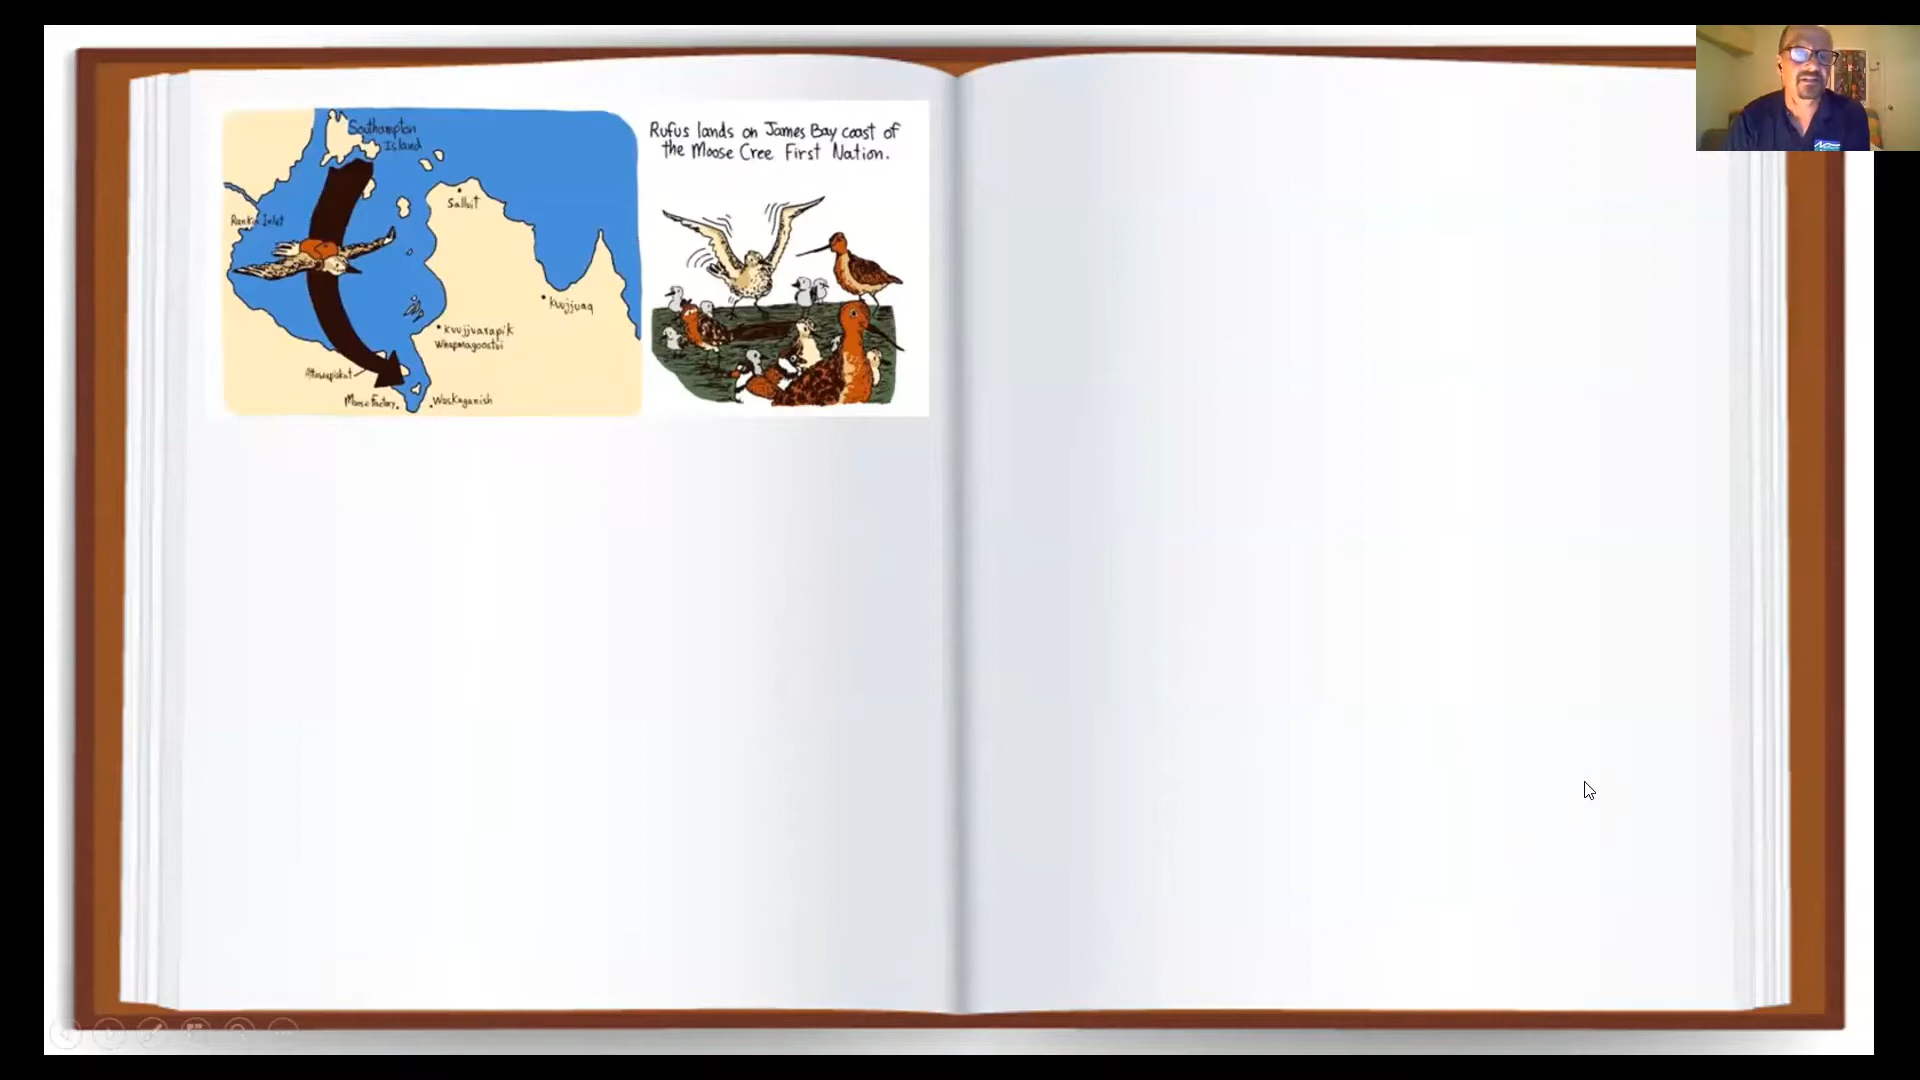 Southampton
Island
Rankin Inlet
Salluit
Kuujjuaq
Kuujjuarapik
Whapmagoostui
Attawapiskat
Moose Factory
Waskaganish
Rufus lands on James Bay coast of
the Moose Cree First Nation.